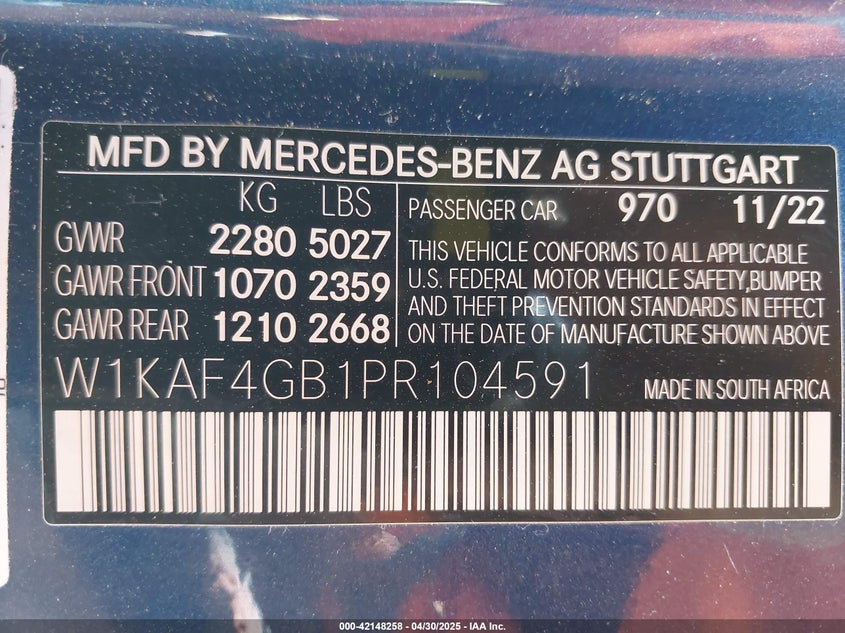 MFD BY MERCEDES-BENZ AG STUTTGART
KG LBS
GVWR 2280 5027
GAWR FRONT 1070 2359
GAWR REAR 1210 2668
PASSENGER CAR 970 11/22
THIS VEHICLE CONFORMS TO ALL APPLICABLE
U.S. FEDERAL MOTOR VEHICLE SAFETY,BUMPER
AND THEFT PREVENTION STANDARDS IN EFFECT
ON THE DATE OF MANUFACTURE SHOWN ABOVE
W1KAF4GB1PR104591 MADE IN SOUTH AFRICA
000-42148258 - 04/30/2025 - IAA Inc.